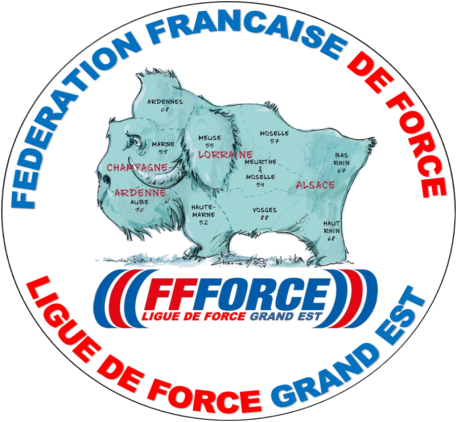 FEDERATION FRANCAISE DE FORCE
ARDENNES
08
MARNE
51
MEUSE
55
MOSELLE
57
LORRAINE
CHAMPAGNE
ARDENNE
MEURTHE
&
MOSELLE
54
BAS
RHIN
67
ALSACE
AUBE
10
HAUTE-
MARNE
52
VOSGES
88
HAUT
RHIN
68
FFFORCE
LIGUE DE FORCE GRAND EST
LIGUE DE FORCE GRAND EST